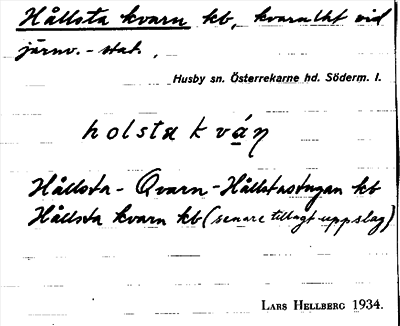 Hållsta kvarn kb, kvarnlht vid
järnv.-stat.
Husby sn. Österrekarne hd. Söderm. l.
holsta kván
Hållsta- Qvarn-Hållstastugan kb
Hållsta kvarn kb (senare tillagt uppslag)
LARS HELLBERG 1934.